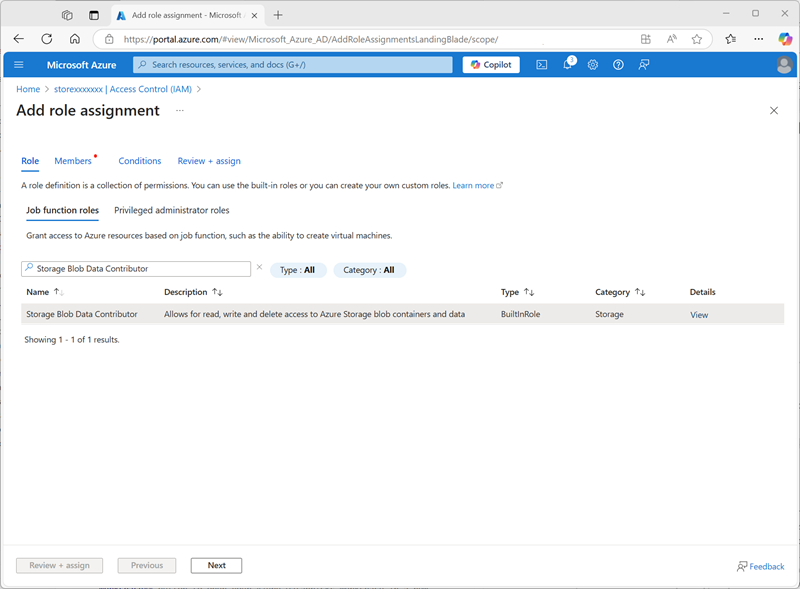 Add role assignment - Microsoft
https://portal.azure.com/#view/Microsoft_Azure_AD/AddRoleAssignmentsLandingBlade/scope/
Microsoft Azure
Search resources, services, and docs (G+/)
Copilot
1
Home > storexxxxxxx | Access Control (IAM) >
Add role assignment ...
Role Members Conditions Review + assign
A role definition is a collection of permissions. You can use the built-in roles or you can create your own custom roles. Learn more
Job function roles Privileged administrator roles
Grant access to Azure resources based on job function, such as the ability to create virtual machines.
Storage Blob Data Contributor
Type : All Category : All
Name ↑↓ Description ↑↓ Type ↑↓ Category ↑↓ Details
Storage Blob Data Contributor Allows for read, write and delete access to Azure Storage blob containers and data BuiltInRole Storage View
Showing 1 - 1 of 1 results.
Review + assign Previous Next Feedback